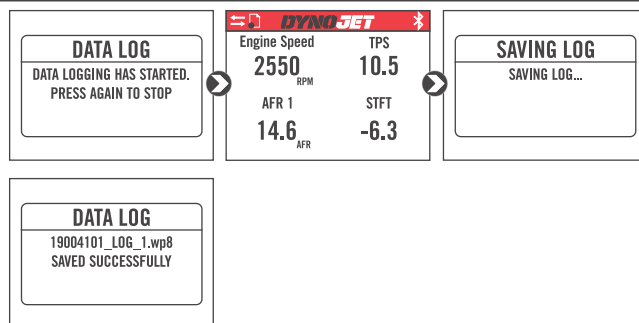 DATA LOG
DATA LOGGING HAS STARTED.
PRESS AGAIN TO STOP
DYNOJET
Engine Speed TPS
2550 RPM 10.5
AFR 1 STFT
14.6 AFR -6.3
SAVING LOG
SAVING LOG...
DATA LOG
19004101_LOG_1.wp8
SAVED SUCCESSFULLY